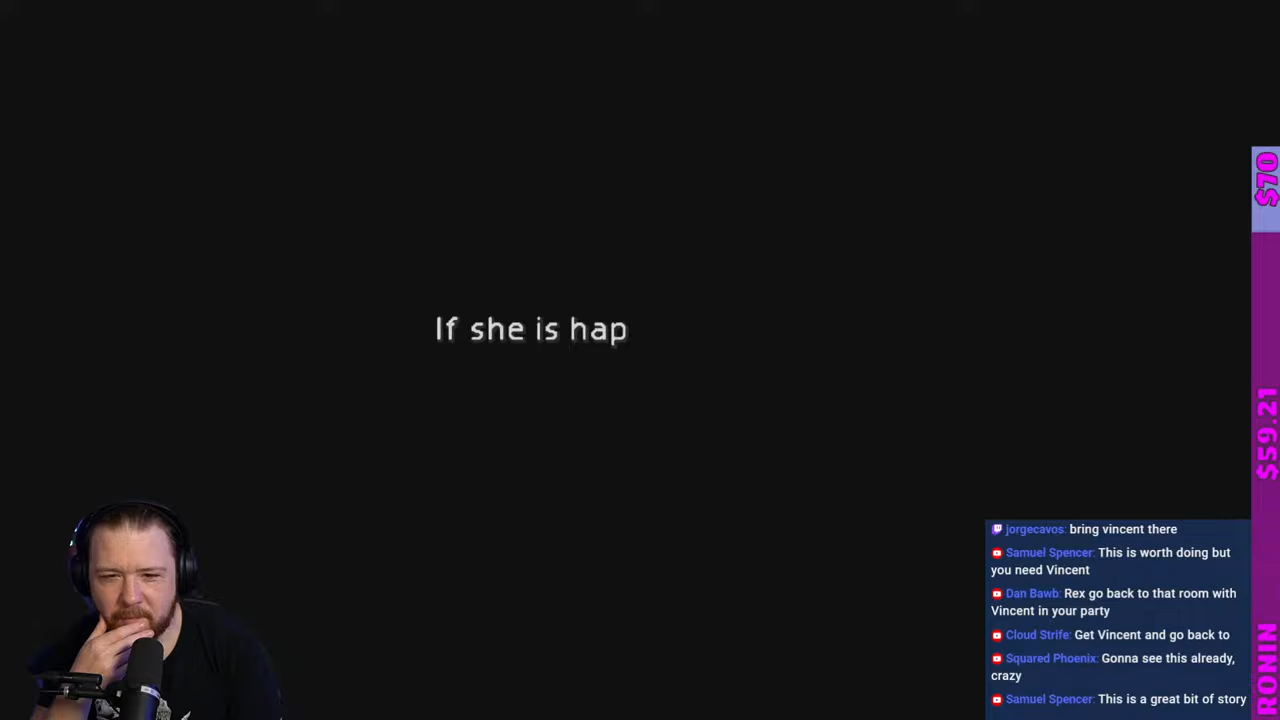 If she is hap
$70
$59.21
RONIN
jorgecavos: bring vincent there
Samuel Spencer: This is worth doing but
you need Vincent
Dan Bawb: Rex go back to that room with
Vincent in your party
Cloud Strife: Get Vincent and go back to
Squared Phoenix: Gonna see this already,
crazy
Samuel Spencer: This is a great bit of story